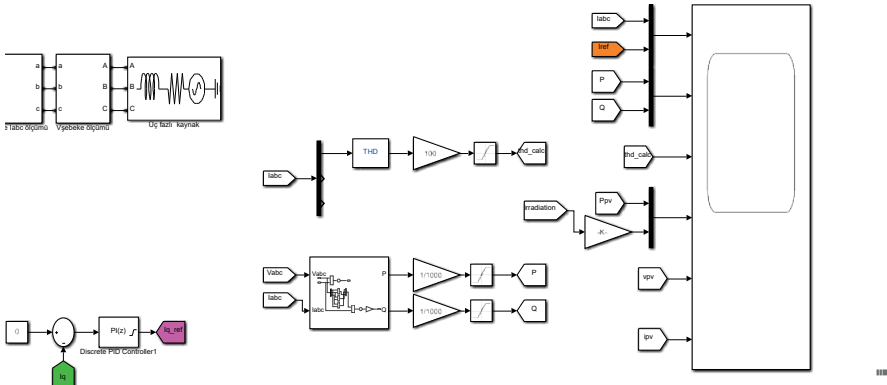 Iabc
Iref
P
Q
a
a
A
A
b
b
B
B
c
c
C
C
Iabc ölçümü
Vşebeke ölçümü
Üç fazlı kaynak
THD
100
thd_calc
thd_calc
Iabc
Irradiation
Ppv
-K-
Vabc
Vabc
P
1/1000
P
vpv
Iabc
Iabc
Q
1/1000
Q
0
+
-
PI(z)
Iq_ref
ipv
Discrete PID Controller1
Iq